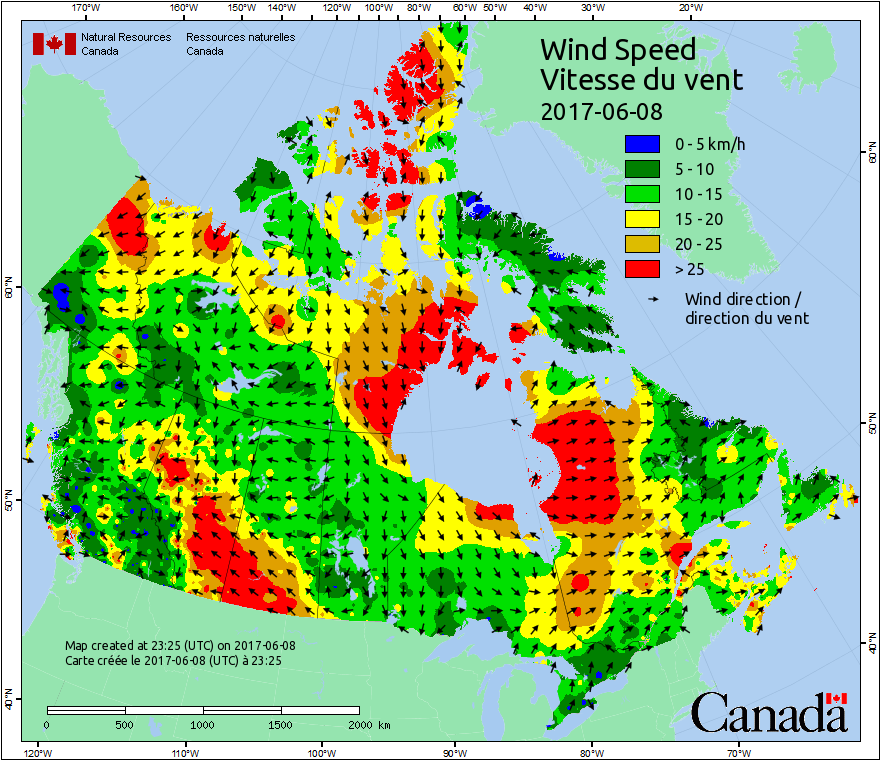 170°W 160°W 150°W 140°W 130°W 120°W 110°W 100°W 80°W 60°W 50°W 40°W 30°W 20°W
Natural Resources Ressources naturelles
Canada Canada
Wind Speed
Vitesse du vent
2017-06-08
0 - 5 km/h
5 - 10
10 - 15
15 - 20
20 - 25
> 25
Wind direction /
direction du vent
60°N
60°N
50°N
50°N
40°N
40°N
Map created at 23:25 (UTC) on 2017-06-08
Carte créée le 2017-06-08 (UTC) à 23:25
0 500 1000 1500 2000 km
Canada
120°W 110°W 100°W 90°W 80°W 70°W